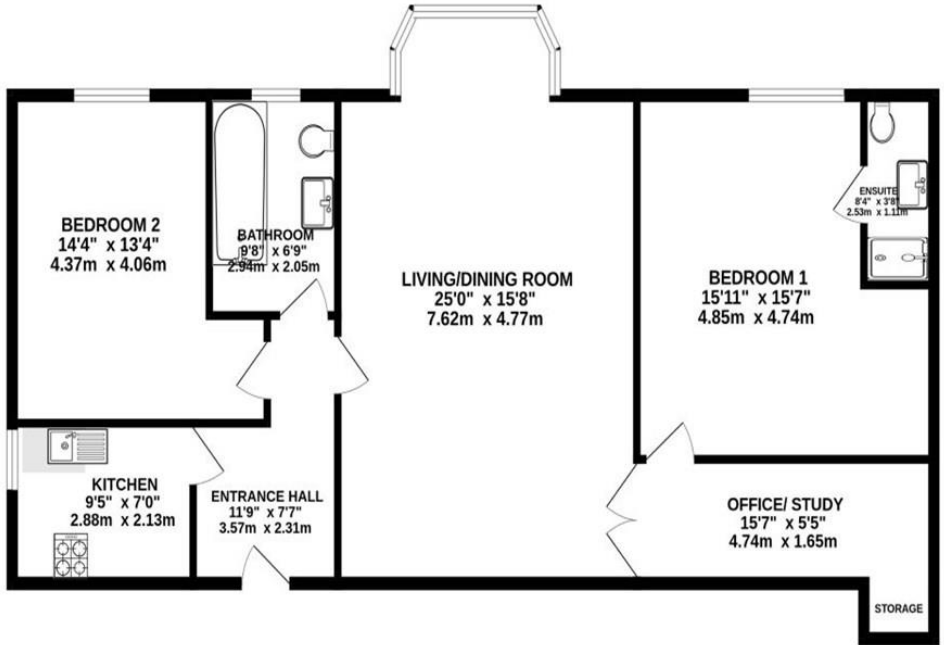 BEDROOM 2
14'4" x 13'4"
4.37m x 4.06m
BATHROOM
9'8" x 6'9"
2.94m x 2.05m
LIVING/DINING ROOM
25'0" x 15'8"
7.62m x 4.77m
BEDROOM 1
15'11" x 15'7"
4.85m x 4.74m
ENSUITE
8'4" x 3'8"
2.53m x 1.11m
KITCHEN
9'5" x 7'0"
2.88m x 2.13m
ENTRANCE HALL
11'9" x 7'7"
3.57m x 2.31m
OFFICE/ STUDY
15'7" x 5'5"
4.74m x 1.65m
STORAGE